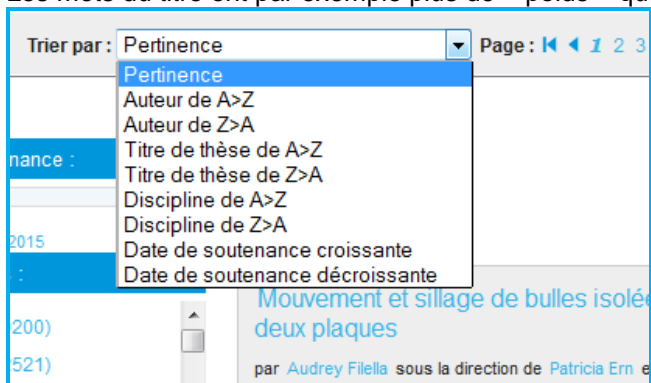 Trier par : Pertinence Page : 1 2 3
Pertinence
Auteur de A>Z
Auteur de Z>A
Titre de thèse de A>Z
nance :
Titre de thèse de Z>A
Discipline de A>Z
Discipline de Z>A
2015
Date de soutenance croissante
:
Date de soutenance décroissante
Mouvement et sillage de bulles isolée
200)
deux plaques
521)
par Audrey Filella sous la direction de Patricia Ern e